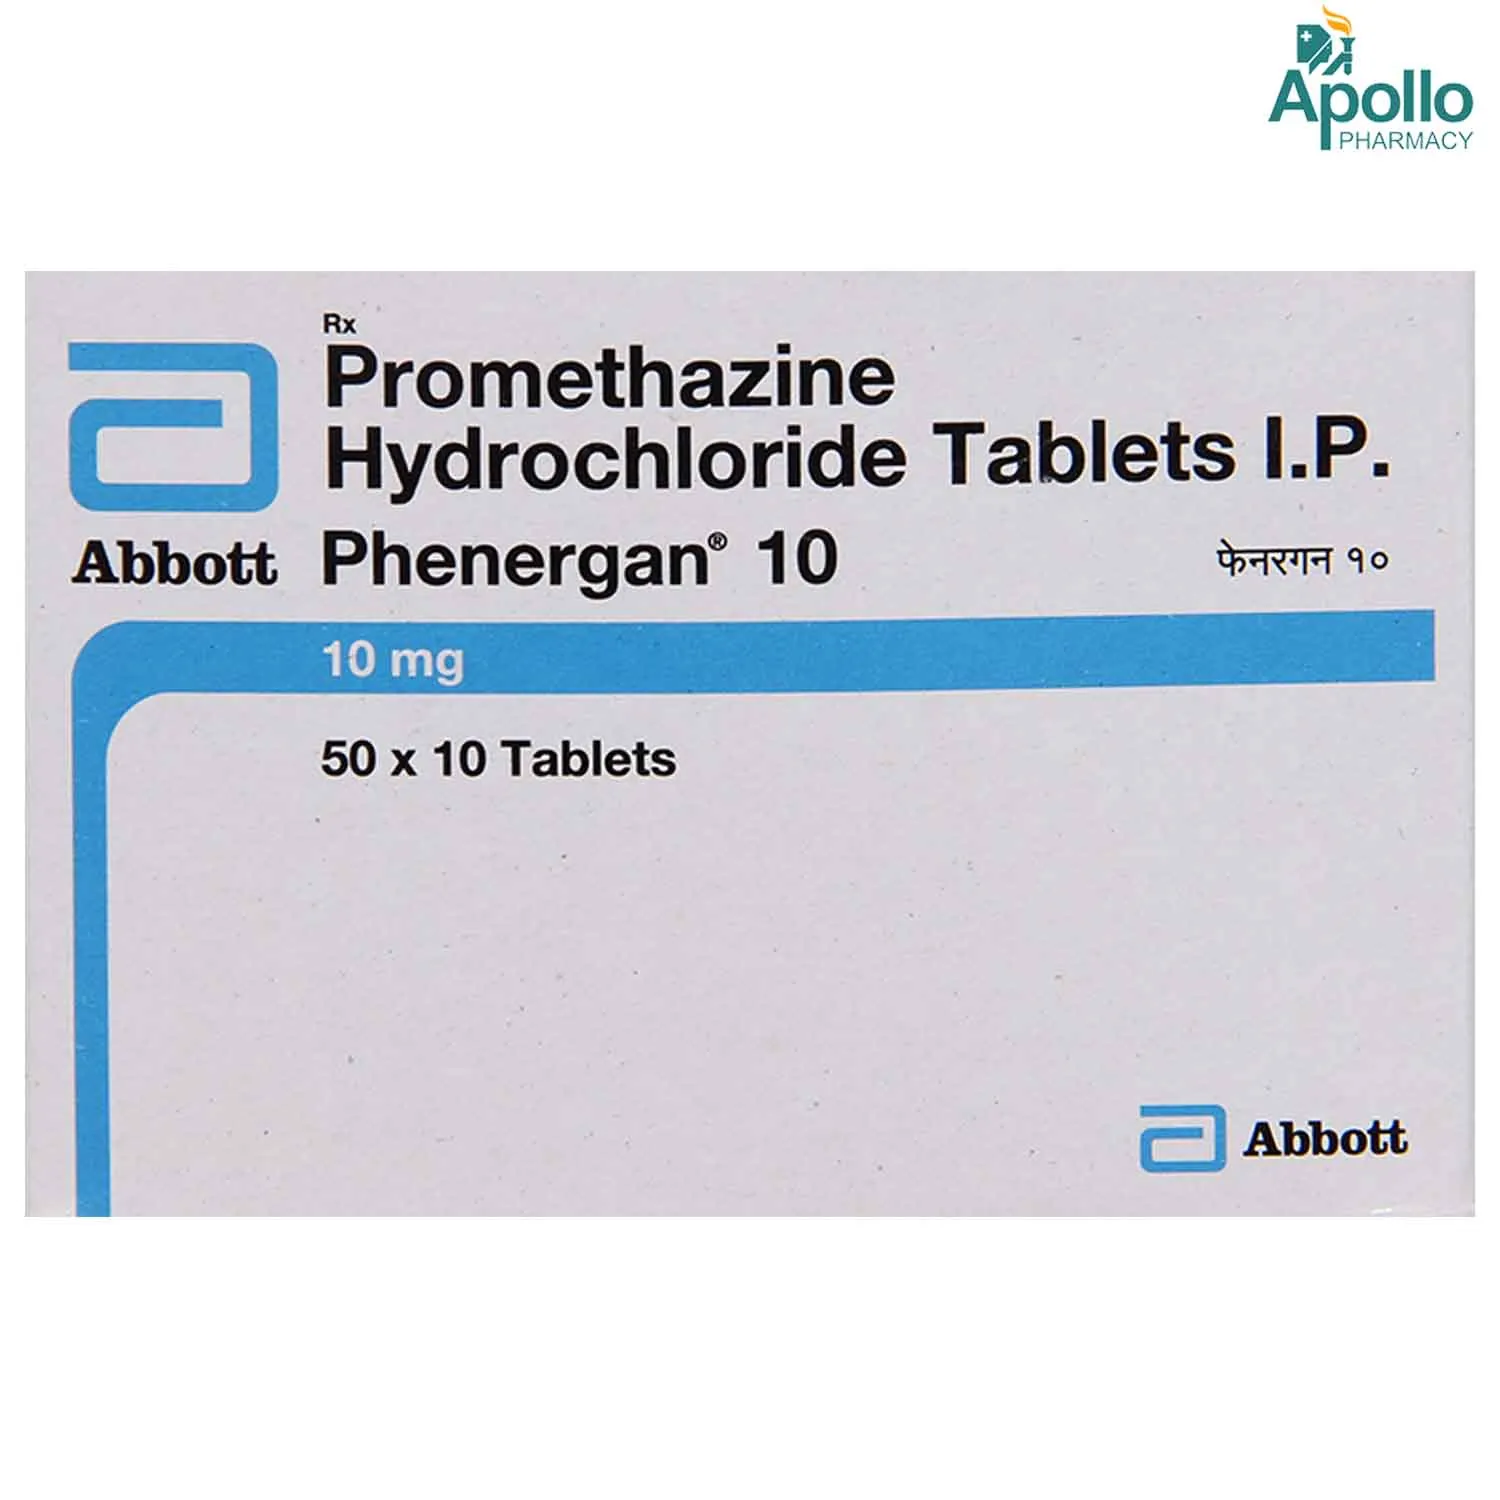 Apollo
PHARMACY
Rx
Promethazine
Hydrochloride Tablets I.P.
Abbott
Phenergan® 10
फेनरगन १०
10 mg
50 x 10 Tablets
Abbott